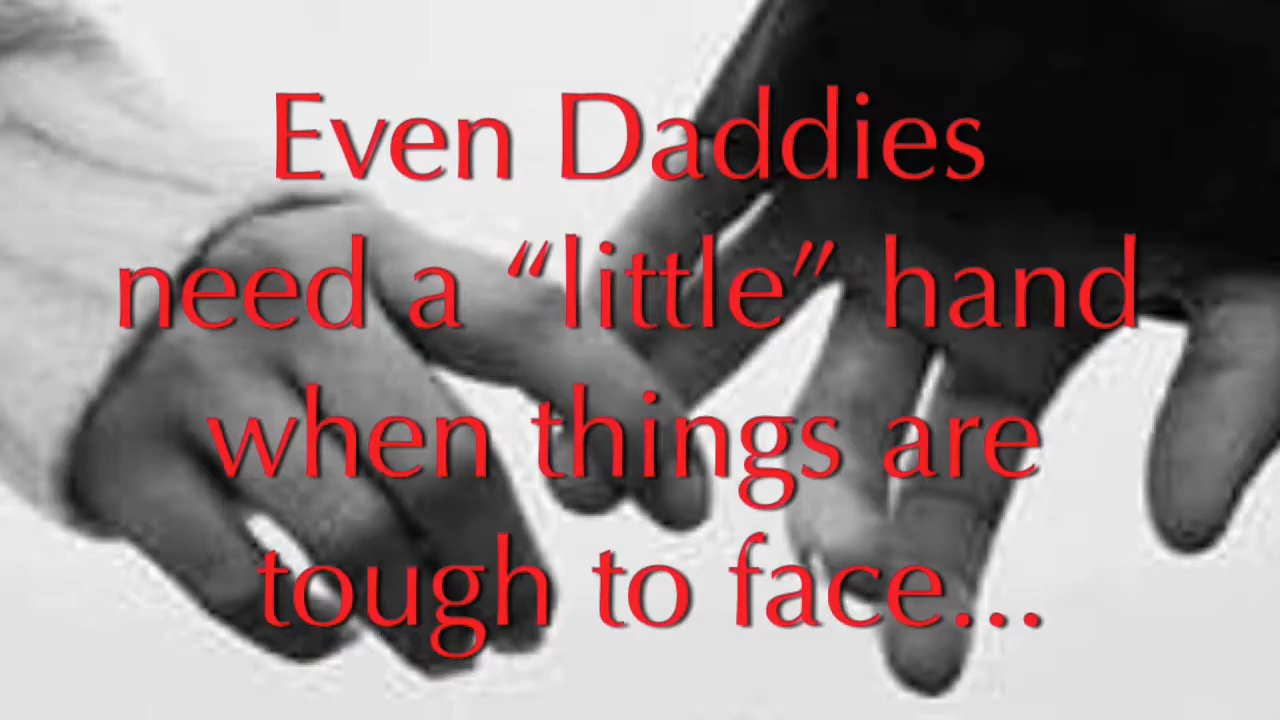 Even Daddies
need a “little” hand
when things are
tough to face...